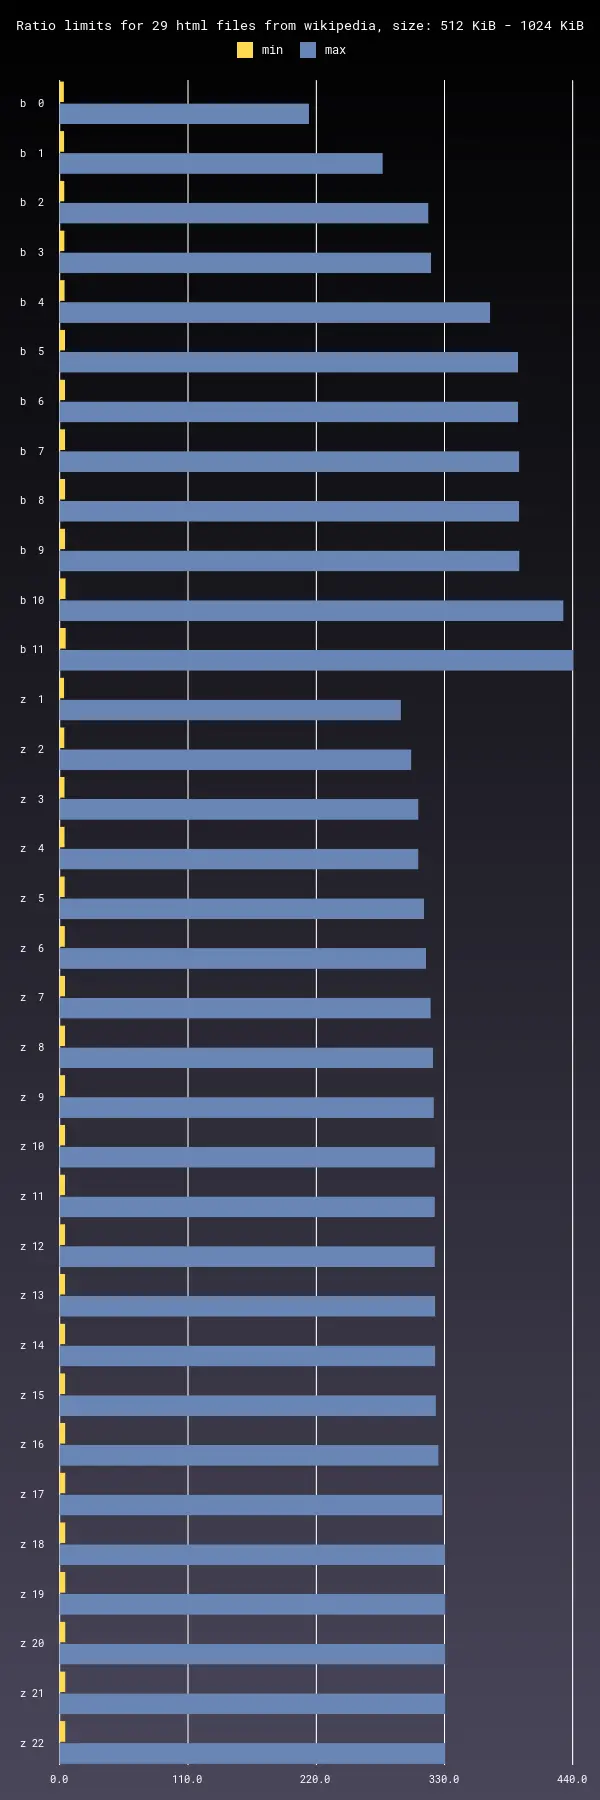 Ratio limits for 29 html files from wikipedia, size: 512 KiB - 1024 KiB
min max
b 0
b 1
b 2
b 3
b 4
b 5
b 6
b 7
b 8
b 9
b 10
b 11
z 1
z 2
z 3
z 4
z 5
z 6
z 7
z 8
z 9
z 10
z 11
z 12
z 13
z 14
z 15
z 16
z 17
z 18
z 19
z 20
z 21
z 22
0.0 110.0 220.0 330.0 440.0